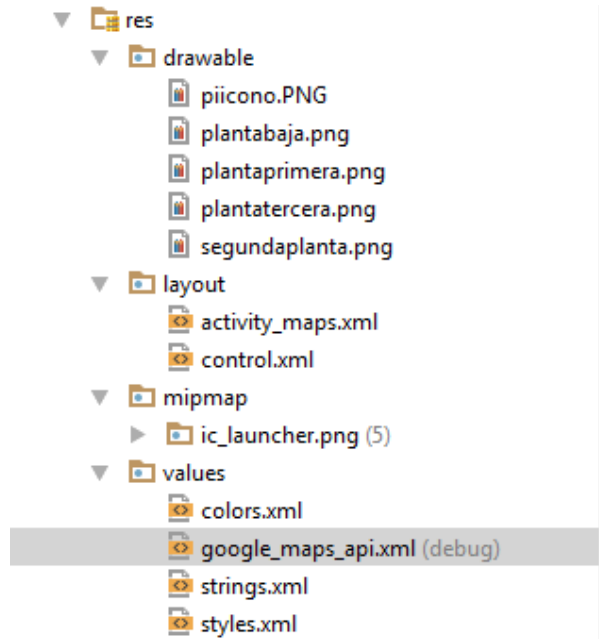 res
drawable
piicono.PNG
plantabaja.png
plantaprimera.png
plantatercera.png
segundaplanta.png
layout
activity_maps.xml
control.xml
mipmap
ic_launcher.png (5)
values
colors.xml
google_maps_api.xml (debug)
strings.xml
styles.xml